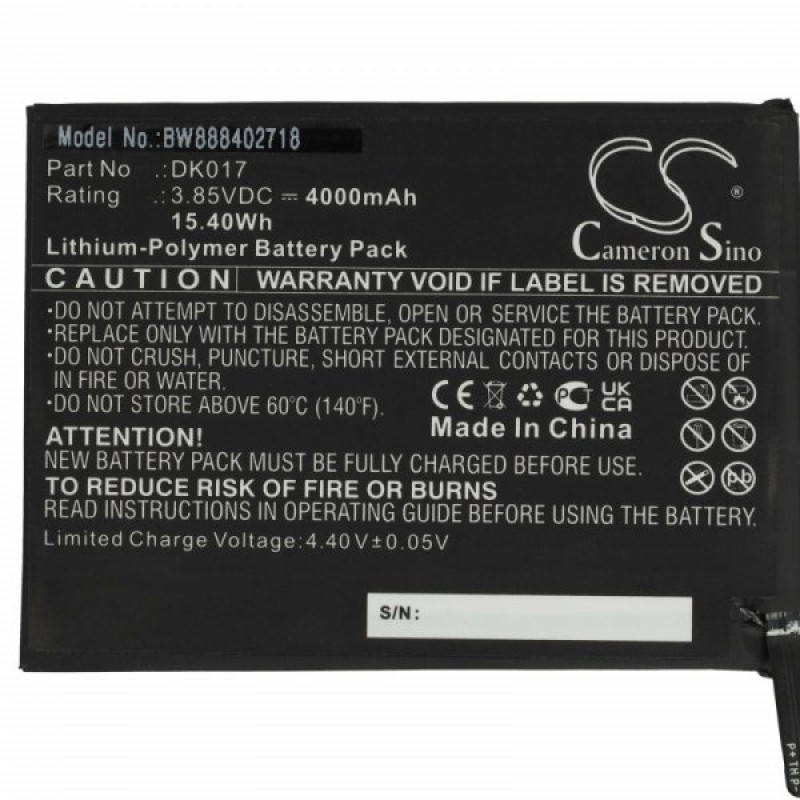 Model No.:BW888402718
Part No .:DK017
Rating .:3.85VDC ⎓ 4000mAh
15.40Wh
Lithium-Polymer Battery Pack
CS ®
Cameron Sino
CAUTION WARRANTY VOID IF LABEL IS REMOVED
·DO NOT ATTEMPT TO DISASSEMBLE, OPEN OR SERVICE THE BATTERY PACK.
·REPLACE ONLY WITH THE BATTERY PACK DESIGNATED FOR THIS PRODUCT.
·DO NOT CRUSH, PUNCTURE, SHORT EXTERNAL CONTACTS OR DISPOSE OF
IN FIRE OR WATER.
·DO NOT STORE ABOVE 60°C (140°F).
CE PCT UK CA
Made In China
Pb
ATTENTION!
NEW BATTERY PACK MUST BE FULLY CHARGED BEFORE USE.
TO REDUCE RISK OF FIRE OR BURNS
READ INSTRUCTIONS IN OPERATING GUIDE BEFORE USING THE BATTERY.
Limited Charge Voltage:4.40V±0.05V
S/N:
P+ TH P-